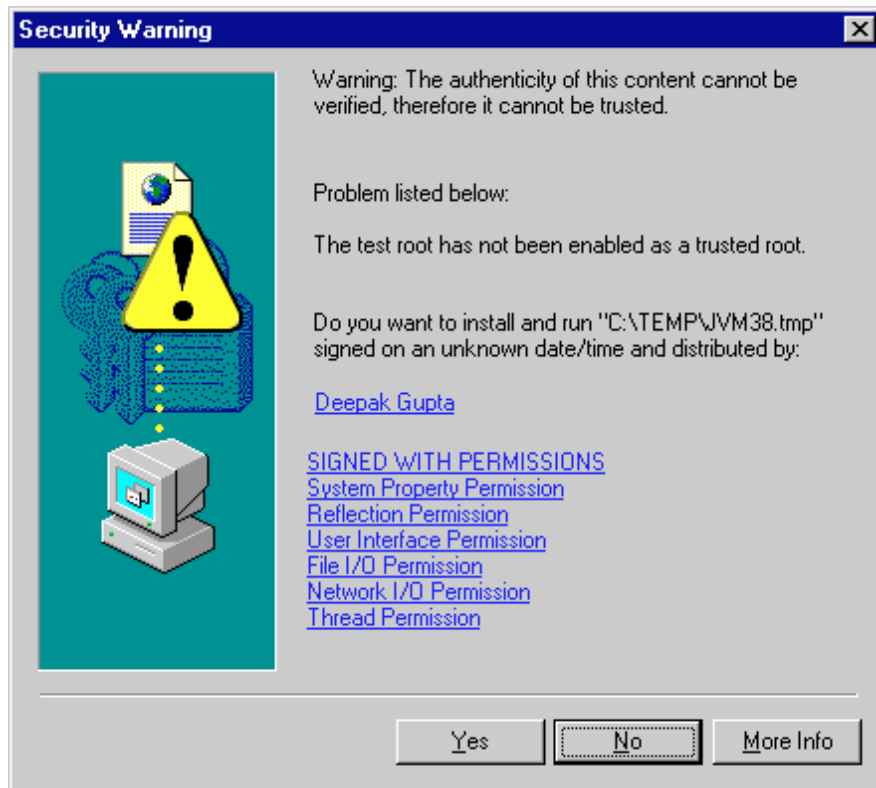 Security Warning
Warning: The authenticity of this content cannot be
verified, therefore it cannot be trusted.
Problem listed below:
The test root has not been enabled as a trusted root.
Do you want to install and run "C:\TEMP\JVM38.tmp"
signed on an unknown date/time and distributed by:
Deepak Gupta
SIGNED WITH PERMISSIONS
System Property Permission
Reflection Permission
User Interface Permission
File I/O Permission
Network I/O Permission
Thread Permission
Yes No More Info